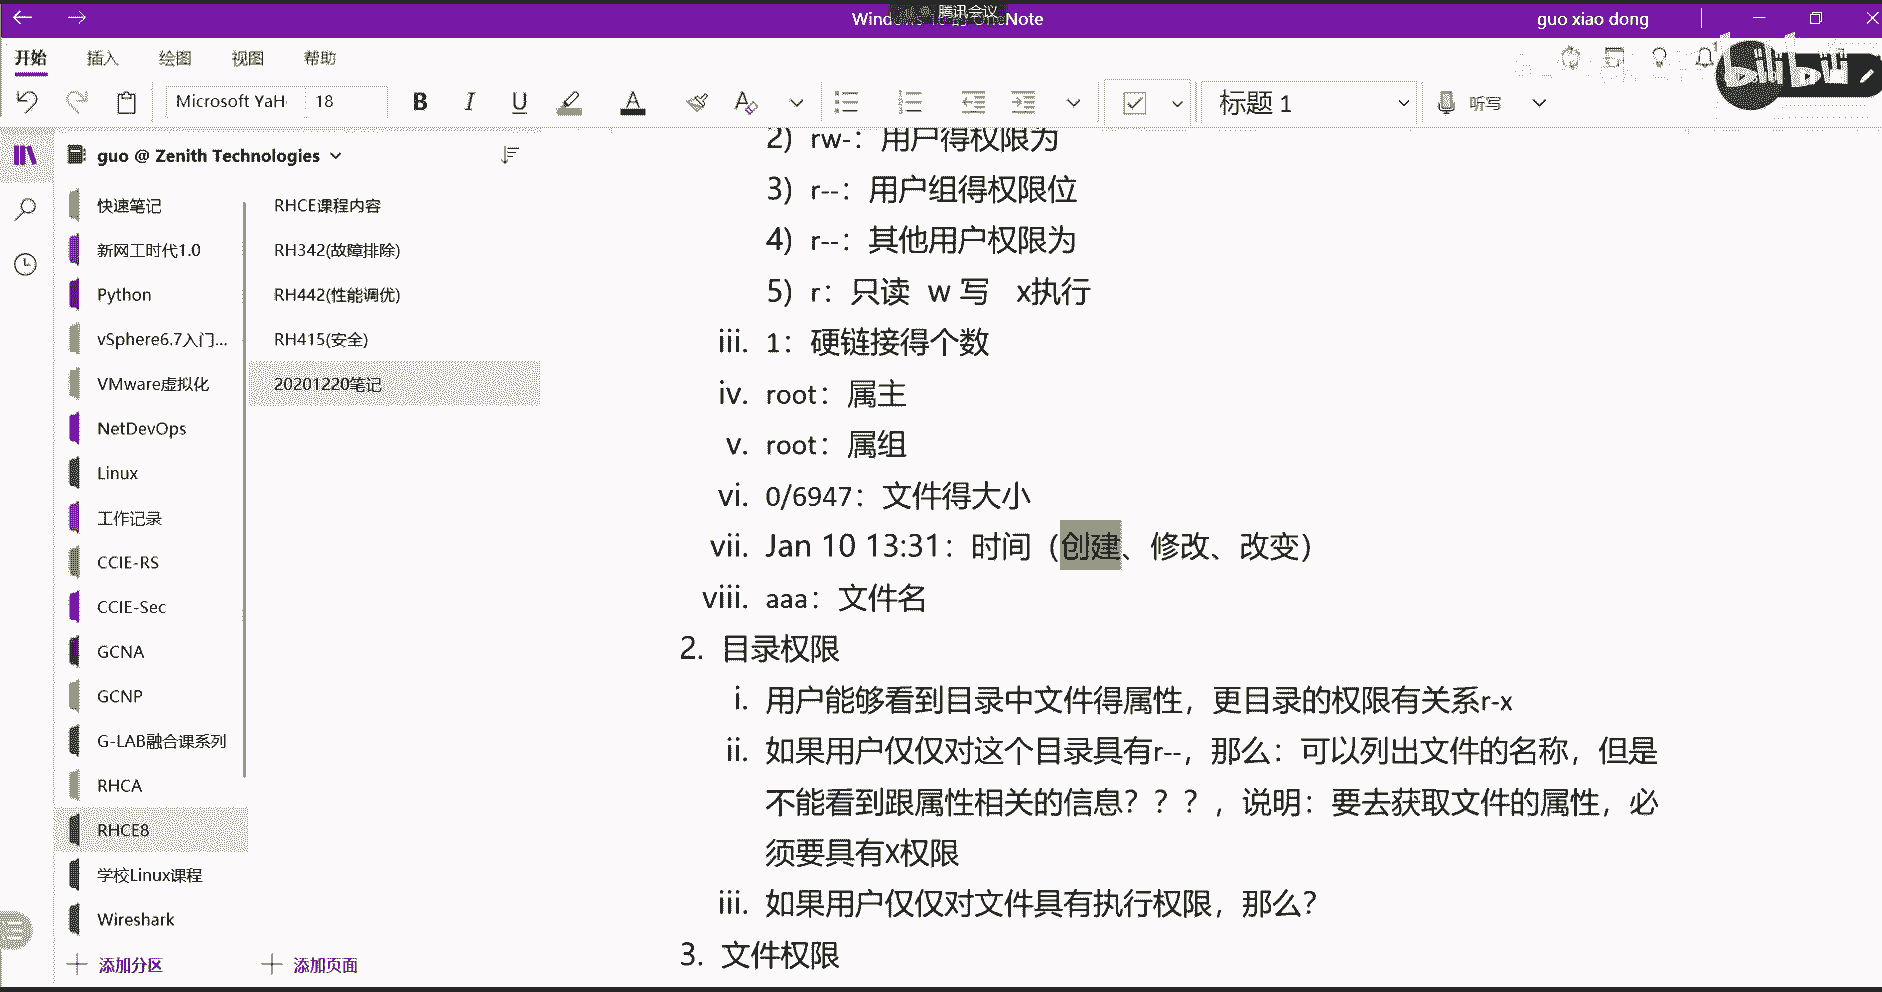 腾讯会议
OneNote
guo xiao dong
开始 插入 绘图 视图 帮助
Microsoft YaH 18 B I U A A 标题 1 听写
bilibili
guo @ Zenith Technologies
快速笔记
新网工时代1.0
Python
vSphere6.7入门...
VMware虚拟化
NetDevOps
Linux
工作记录
CCIE-RS
CCIE-Sec
GCNA
GCNP
G-LAB融合课系列
RHCA
RHCE8
学校Linux课程
Wireshark
添加分区
RHCE课程内容
RH342(故障排除)
RH442(性能调优)
RH415(安全)
20201220笔记
添加页面
2) rw-：用户得权限为
3) r--：用户组得权限位
4) r--：其他用户权限为
5) r：只读 w 写 x执行
iii. 1：硬链接得个数
iv. root：属主
v. root：属组
vi. 0/6947：文件得大小
vii. Jan 10 13:31：时间（创建、修改、改变）
viii. aaa：文件名
2. 目录权限
i. 用户能够看到目录中文件得属性，更目录的权限有关系r-x
ii. 如果用户仅仅对这个目录具有r--，那么：可以列出文件的名称，但是
不能看到跟属性相关的信息？？？，说明：要去获取文件的属性，必
须要具有X权限
iii. 如果用户仅仅对文件具有执行权限，那么？
3. 文件权限